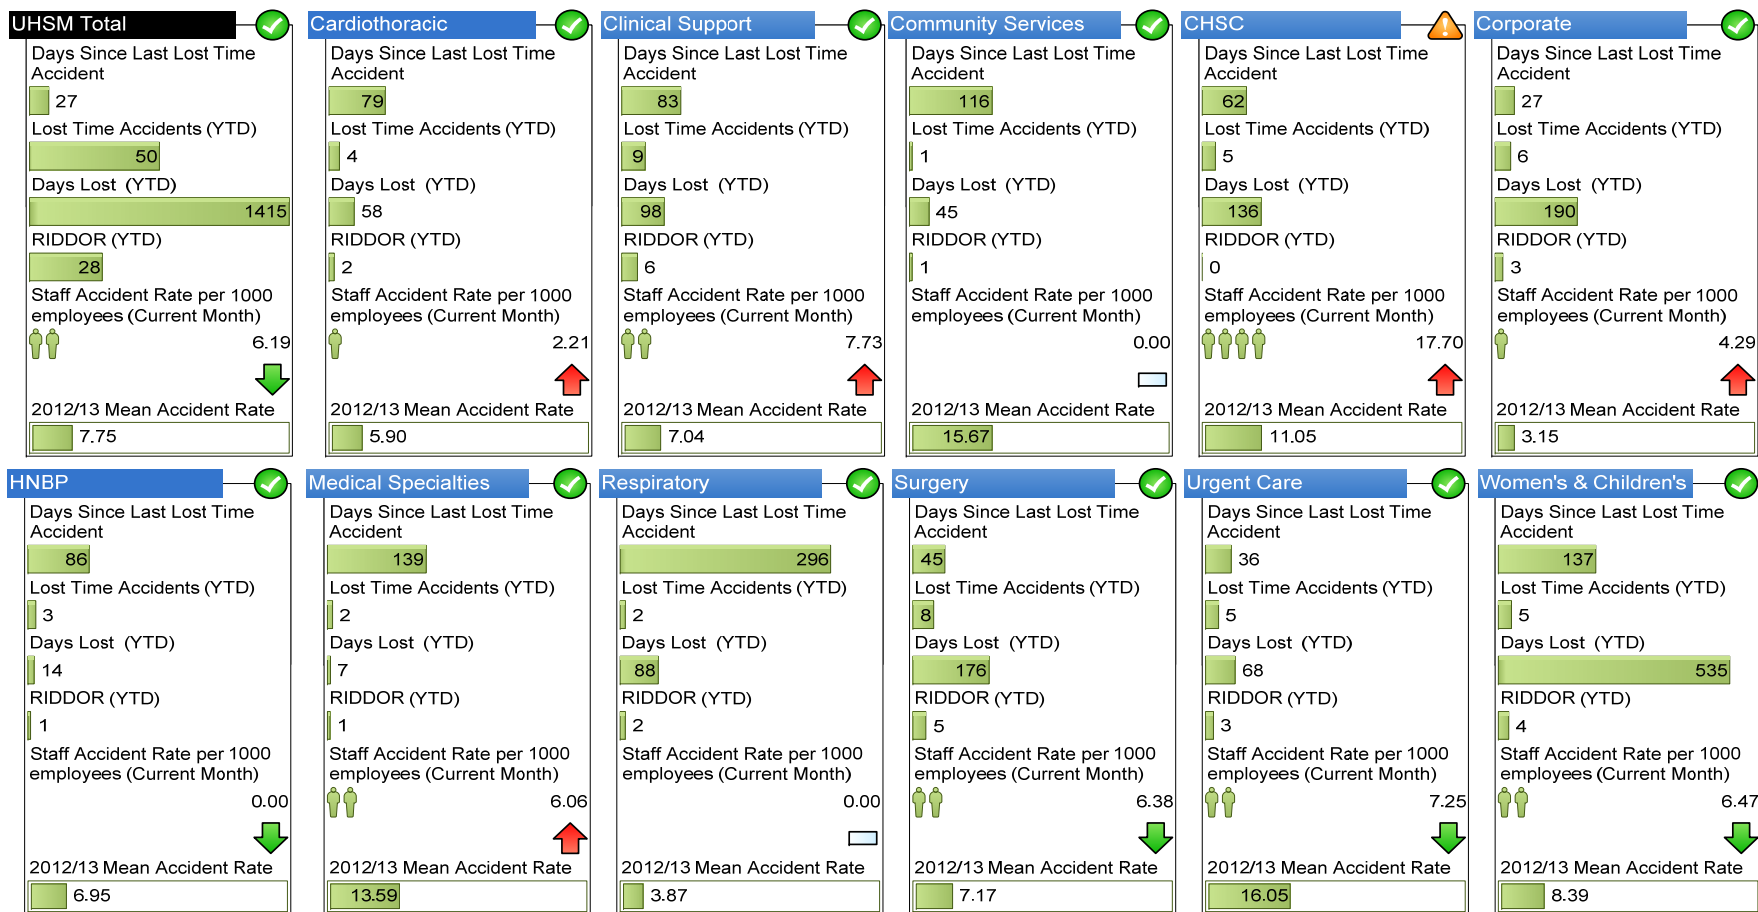 UHSM Total
Days Since Last Lost Time
Accident
27
Lost Time Accidents (YTD)
50
Days Lost (YTD)
1415
RIDDOR (YTD)
28
Staff Accident Rate per 1000
employees (Current Month)
6.19
2012/13 Mean Accident Rate
7.75
Cardiothoracic
Days Since Last Lost Time
Accident
79
Lost Time Accidents (YTD)
4
Days Lost (YTD)
58
RIDDOR (YTD)
2
Staff Accident Rate per 1000
employees (Current Month)
2.21
2012/13 Mean Accident Rate
5.90
Clinical Support
Days Since Last Lost Time
Accident
83
Lost Time Accidents (YTD)
9
Days Lost (YTD)
98
RIDDOR (YTD)
6
Staff Accident Rate per 1000
employees (Current Month)
7.73
2012/13 Mean Accident Rate
7.04
Community Services
Days Since Last Lost Time
Accident
116
Lost Time Accidents (YTD)
1
Days Lost (YTD)
45
RIDDOR (YTD)
1
Staff Accident Rate per 1000
employees (Current Month)
0.00
2012/13 Mean Accident Rate
15.67
CHSC
Days Since Last Lost Time
Accident
62
Lost Time Accidents (YTD)
5
Days Lost (YTD)
136
RIDDOR (YTD)
0
Staff Accident Rate per 1000
employees (Current Month)
17.70
2012/13 Mean Accident Rate
11.05
Corporate
Days Since Last Lost Time
Accident
27
Lost Time Accidents (YTD)
6
Days Lost (YTD)
190
RIDDOR (YTD)
3
Staff Accident Rate per 1000
employees (Current Month)
4.29
2012/13 Mean Accident Rate
3.15
HNBP
Days Since Last Lost Time
Accident
86
Lost Time Accidents (YTD)
3
Days Lost (YTD)
14
RIDDOR (YTD)
1
Staff Accident Rate per 1000
employees (Current Month)
0.00
2012/13 Mean Accident Rate
6.95
Medical Specialties
Days Since Last Lost Time
Accident
139
Lost Time Accidents (YTD)
2
Days Lost (YTD)
7
RIDDOR (YTD)
1
Staff Accident Rate per 1000
employees (Current Month)
6.06
2012/13 Mean Accident Rate
13.59
Respiratory
Days Since Last Lost Time
Accident
296
Lost Time Accidents (YTD)
2
Days Lost (YTD)
88
RIDDOR (YTD)
2
Staff Accident Rate per 1000
employees (Current Month)
0.00
2012/13 Mean Accident Rate
3.87
Surgery
Days Since Last Lost Time
Accident
45
Lost Time Accidents (YTD)
8
Days Lost (YTD)
176
RIDDOR (YTD)
5
Staff Accident Rate per 1000
employees (Current Month)
6.38
2012/13 Mean Accident Rate
7.17
Urgent Care
Days Since Last Lost Time
Accident
36
Lost Time Accidents (YTD)
5
Days Lost (YTD)
68
RIDDOR (YTD)
3
Staff Accident Rate per 1000
employees (Current Month)
7.25
2012/13 Mean Accident Rate
16.05
Women's & Children's
Days Since Last Lost Time
Accident
137
Lost Time Accidents (YTD)
5
Days Lost (YTD)
535
RIDDOR (YTD)
4
Staff Accident Rate per 1000
employees (Current Month)
6.47
2012/13 Mean Accident Rate
8.39